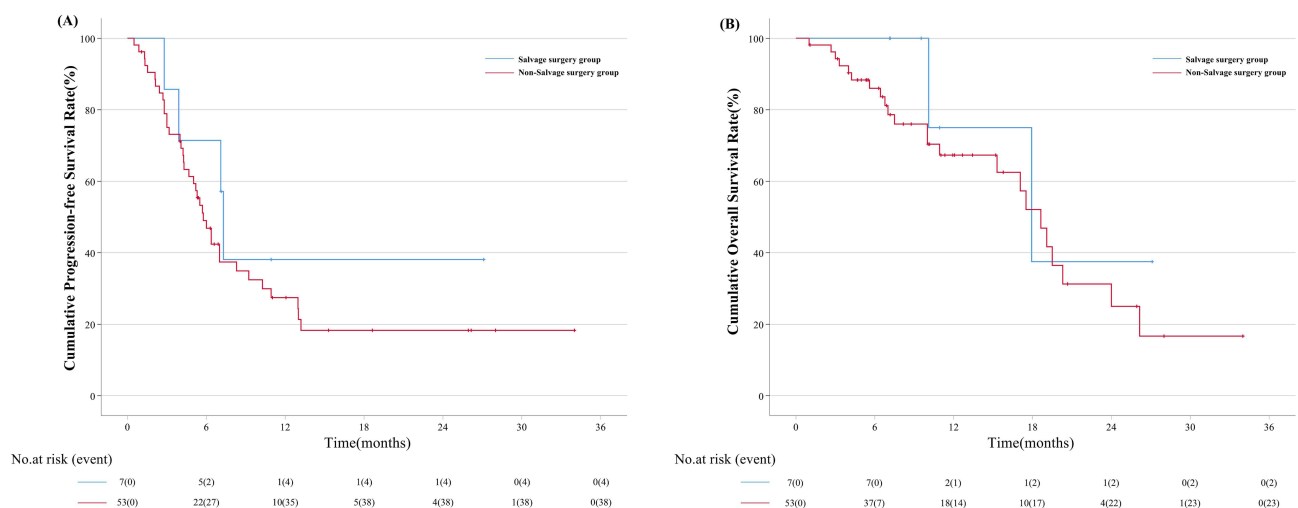 (A)
Cumulative Progression-free Survival Rate(%)
100
80
60
40
20
0
Salvage surgery group
Non-Salvage surgery group
0 6 12 18 24 30 36
Time(months)
No.at risk (event)
7(0) 5(2) 1(4) 1(4) 1(4) 0(4) 0(4)
53(0) 22(27) 10(35) 5(38) 4(38) 1(38) 0(38)
(B)
Cumulative Overall Survival Rate(%)
100
80
60
40
20
0
Salvage surgery group
Non-Salvage surgery group
0 6 12 18 24 30 36
Time(months)
No.at risk (event)
7(0) 7(0) 2(1) 1(2) 1(2) 0(2) 0(2)
53(0) 37(7) 18(14) 10(17) 4(22) 1(23) 0(23)